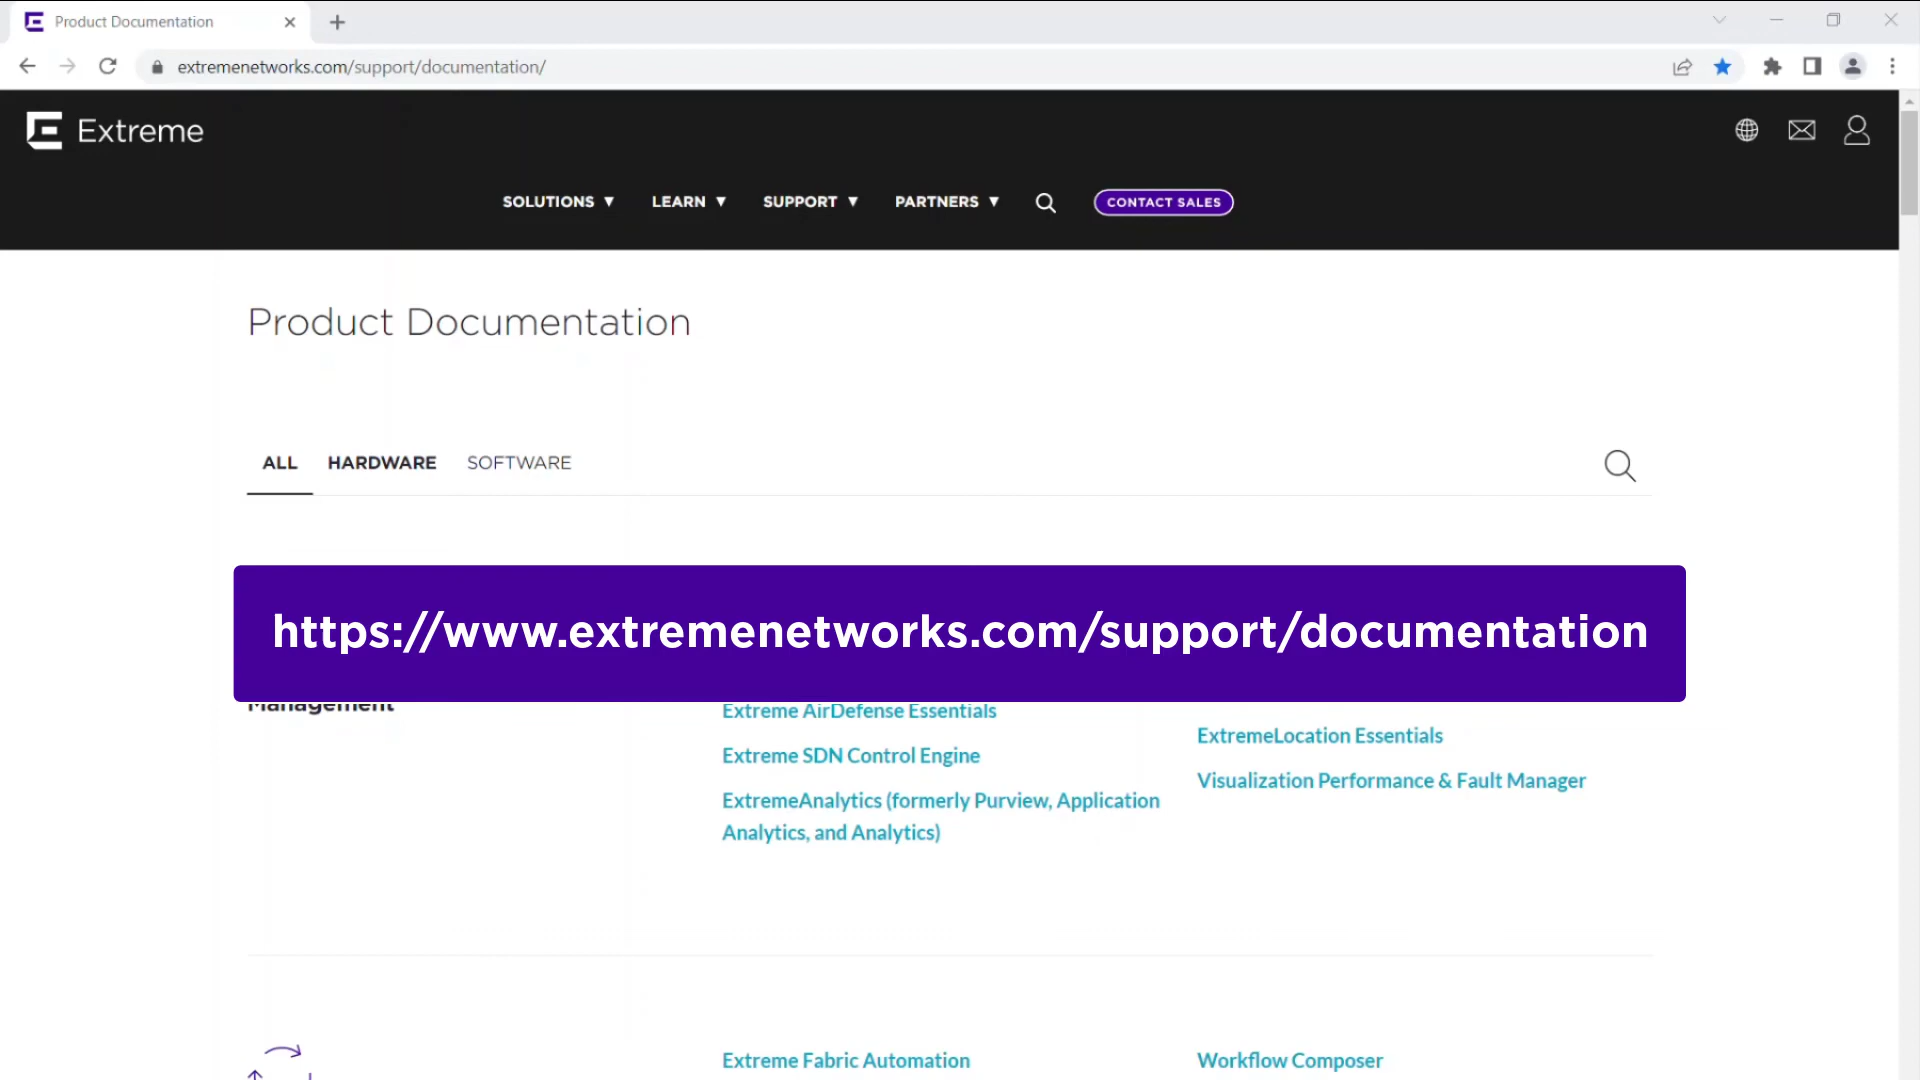 Product Documentation
extremenetworks.com/support/documentation/
Extreme
SOLUTIONS ▼ LEARN ▼ SUPPORT ▼ PARTNERS ▼ CONTACT SALES
Product Documentation
ALL HARDWARE SOFTWARE
https://www.extremenetworks.com/support/documentation
Management
Extreme AirDefense Essentials
Extreme SDN Control Engine
ExtremeAnalytics (formerly Purview, Application
Analytics, and Analytics)
ExtremeLocation Essentials
Visualization Performance & Fault Manager
Extreme Fabric Automation
Workflow Composer